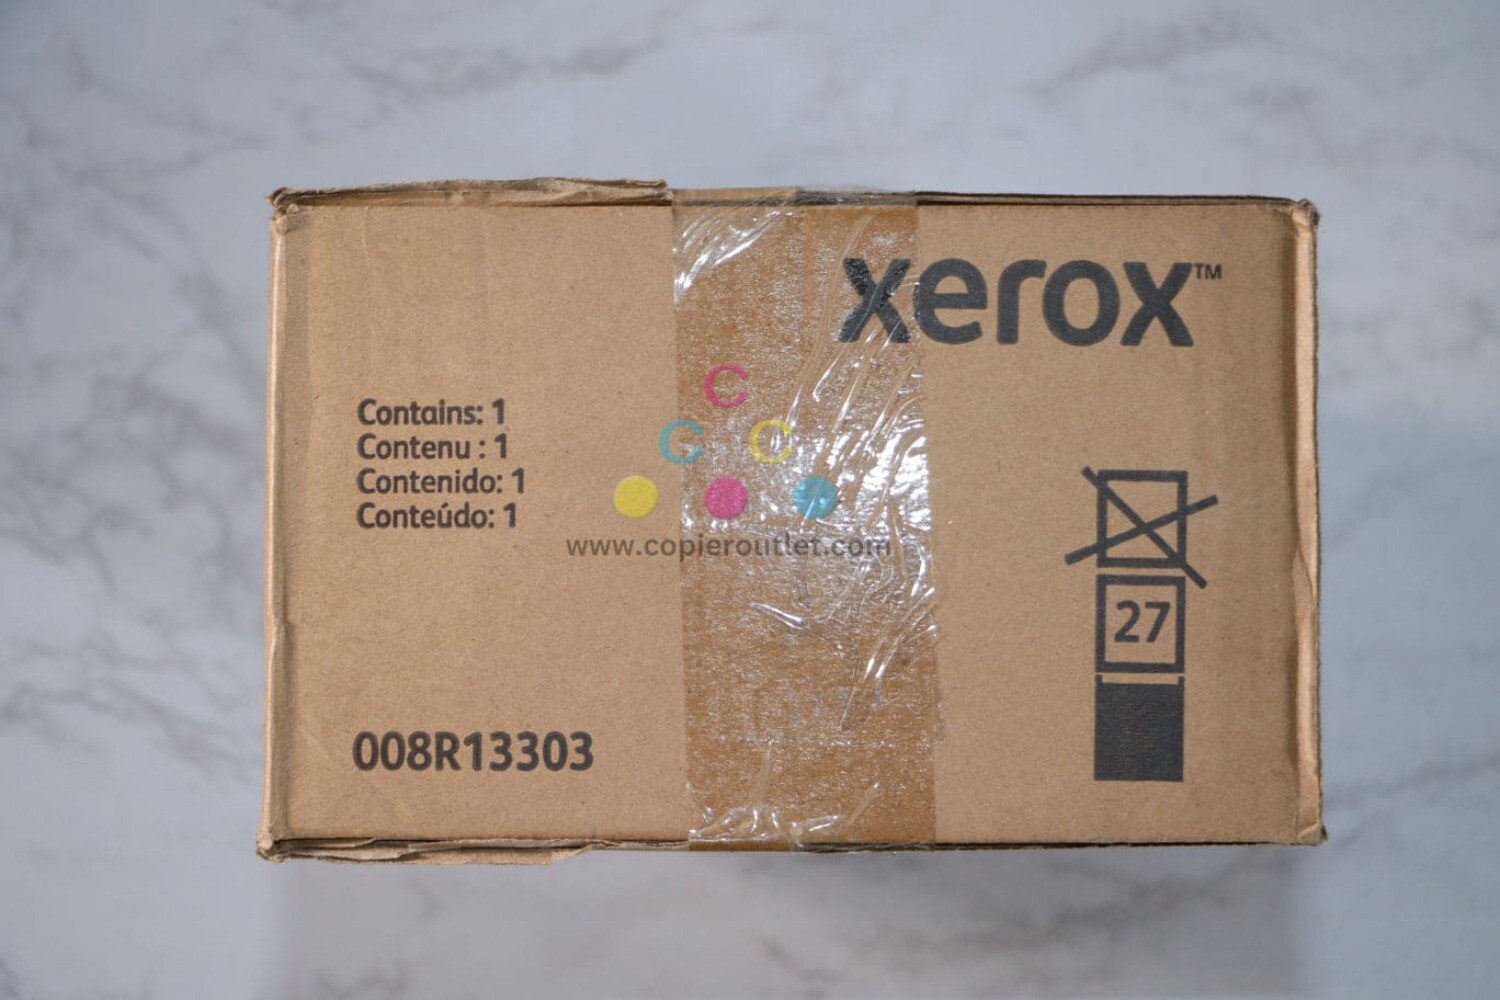 xerox™
Contains: 1
Contenu : 1
Contenido: 1
Conteúdo: 1
C
C C
www.copieroutlet.com
27
008R13303